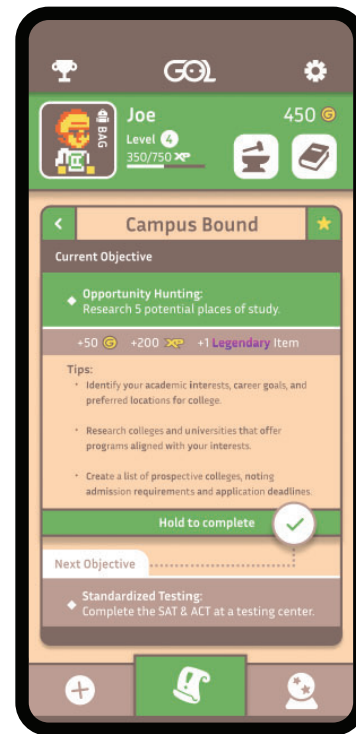 GOL
Joe
450 G
BAG
Level 4
350/750 XP
Campus Bound
Current Objective
Opportunity Hunting:
Research 5 potential places of study.
+50 G +200 XP +1 Legendary Item
Tips:
· Identify your academic interests, career goals, and
preferred locations for college.
· Research colleges and universities that offer
programs aligned with your interests.
· Create a list of prospective colleges, noting
admission requirements and application deadlines.
Hold to complete
Next Objective
Standardized Testing:
Complete the SAT & ACT at a testing center.